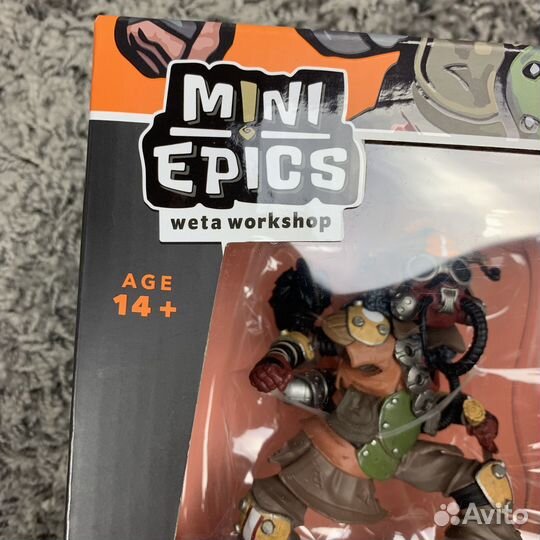 MINI
EPICS
weta workshop
AGE
14+
Avito